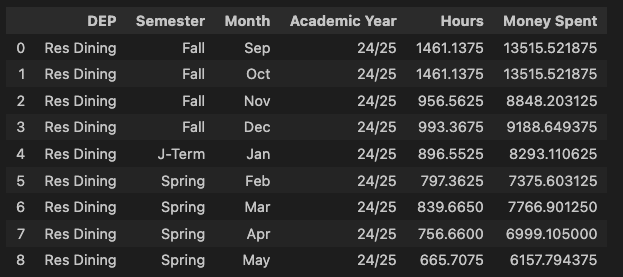 DEP Semester Month Academic Year Hours Money Spent
0 Res Dining Fall Sep 24/25 1461.1375 13515.521875
1 Res Dining Fall Oct 24/25 1461.1375 13515.521875
2 Res Dining Fall Nov 24/25 956.5625 8848.203125
3 Res Dining Fall Dec 24/25 993.3675 9188.649375
4 Res Dining J-Term Jan 24/25 896.5525 8293.110625
5 Res Dining Spring Feb 24/25 797.3625 7375.603125
6 Res Dining Spring Mar 24/25 839.6650 7766.901250
7 Res Dining Spring Apr 24/25 756.6600 6999.105000
8 Res Dining Spring May 24/25 665.7075 6157.794375